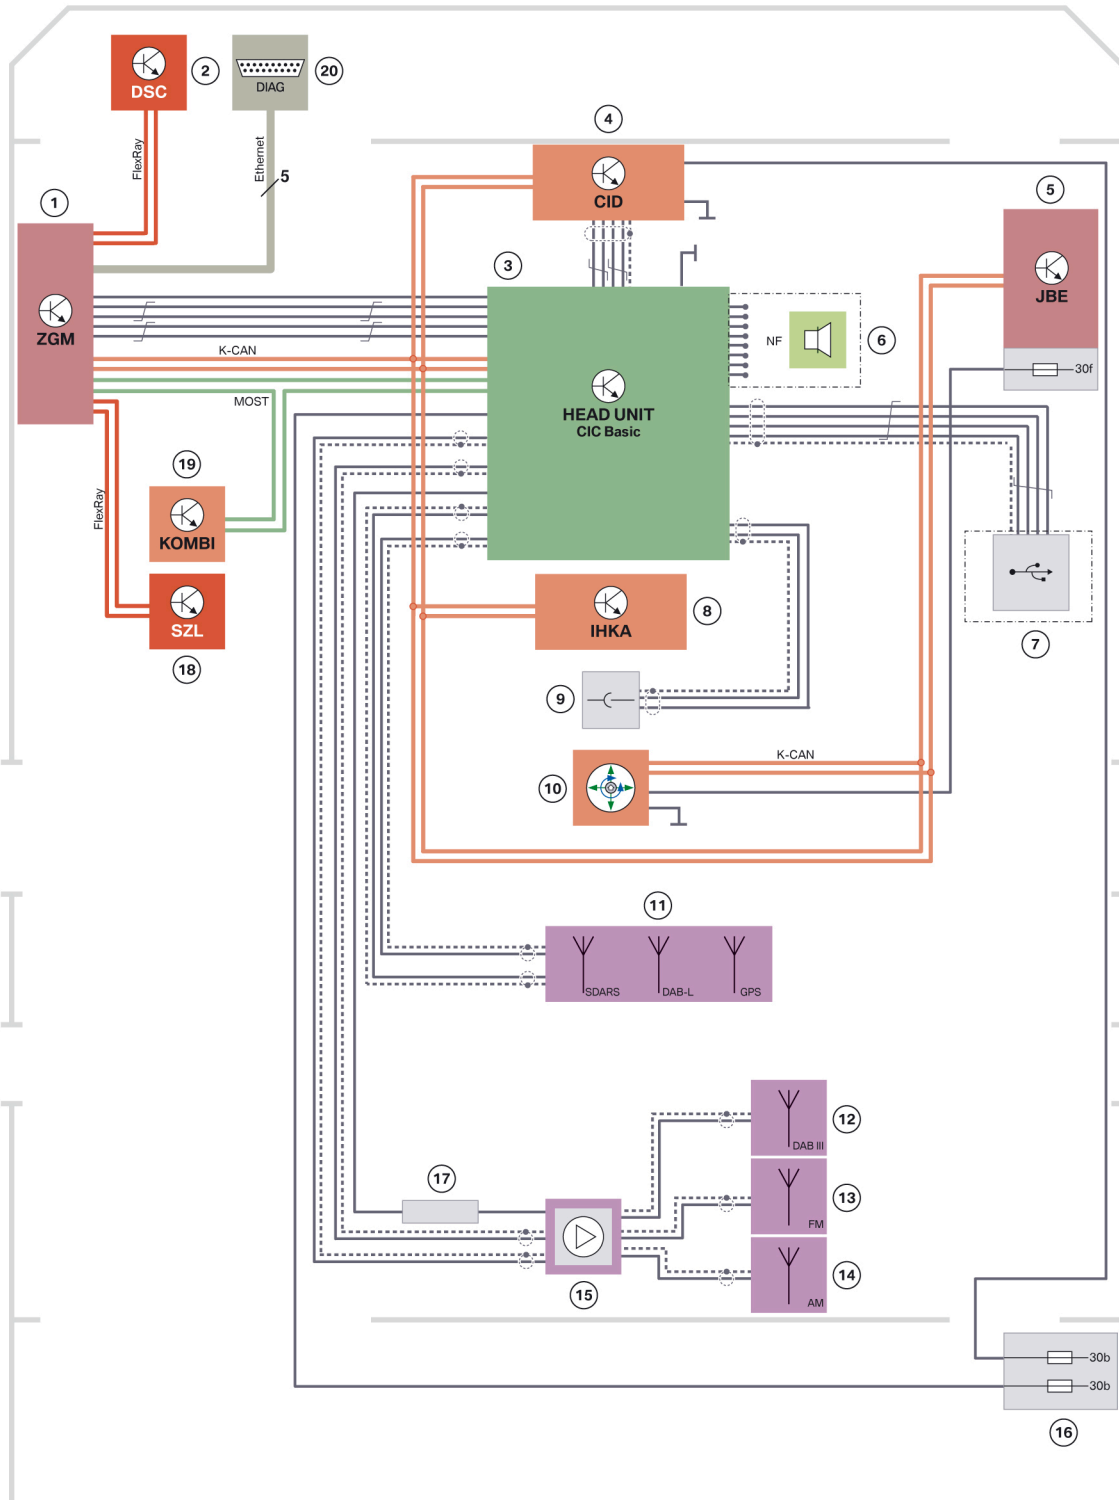 2
20
DSC
DIAG
FlexRay
Ethernet
5
4
CID
1
ZGM
3
5
JBE
30f
NF
6
K-CAN
MOST
HEAD UNIT
CIC Basic
19
KOMBI
FlexRay
SZL
18
IHKA
8
7
9
K-CAN
10
11
SDARS
DAB-L
GPS
12
DAB III
17
13
FM
14
AM
15
30b
30b
16